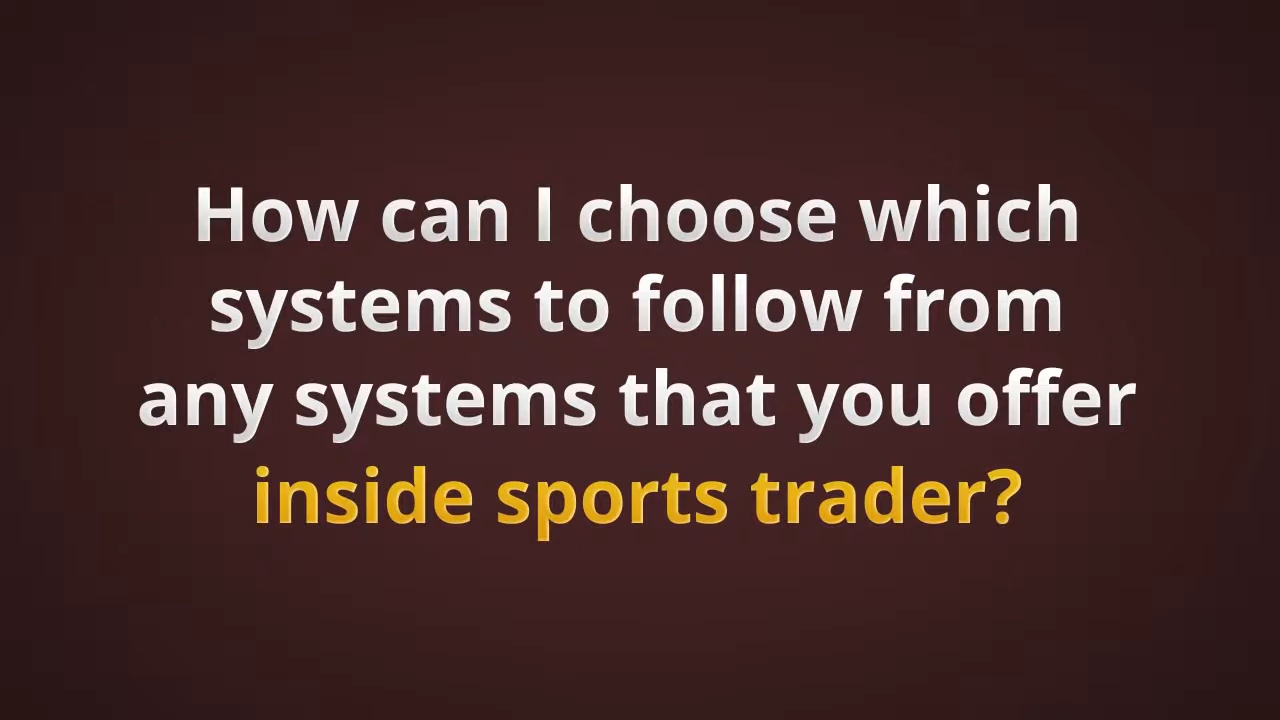 How can I choose which
systems to follow from
any systems that you offer
inside sports trader?